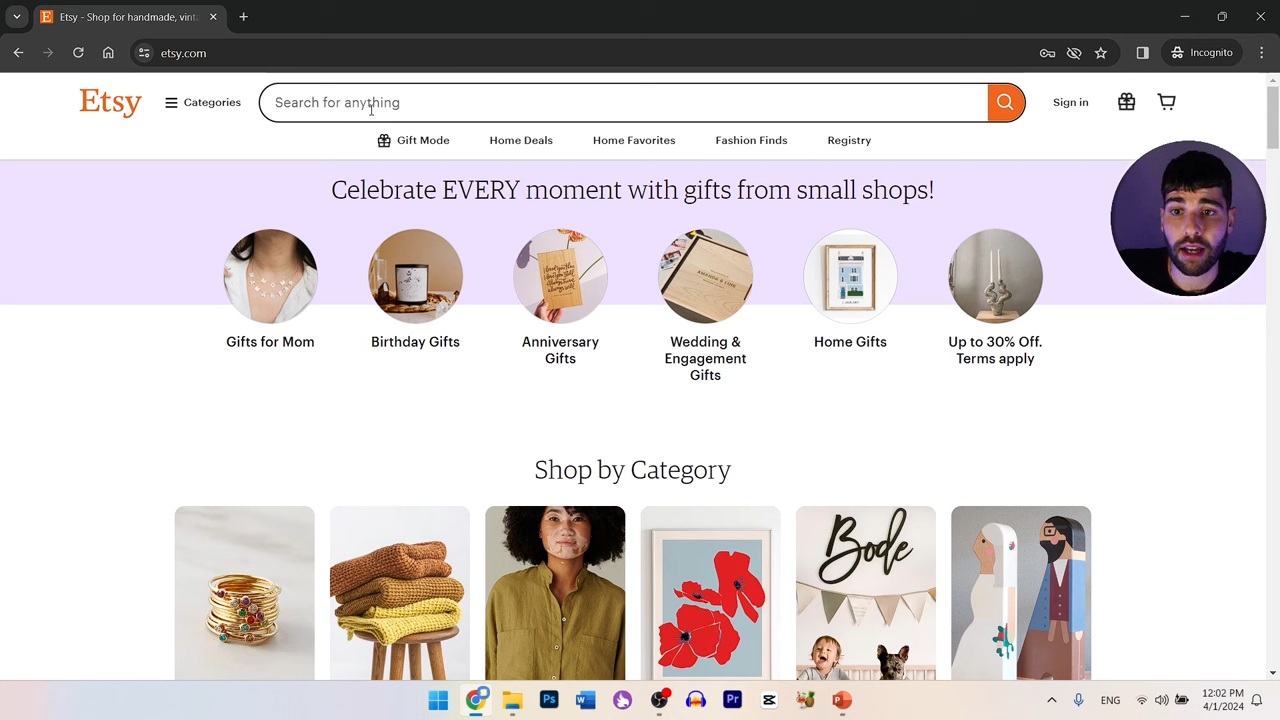 Etsy - Shop for handmade, vint
etsy.com
Incognito
Etsy
Categories
Search for anything
Sign in
Gift Mode
Home Deals
Home Favorites
Fashion Finds
Registry
Celebrate EVERY moment with gifts from small shops!
Gifts for Mom
Birthday Gifts
Anniversary
Gifts
Wedding &
Engagement
Gifts
Home Gifts
Up to 30% Off.
Terms apply
Shop by Category
Bode
ENG
12:02 PM
4/1/2024